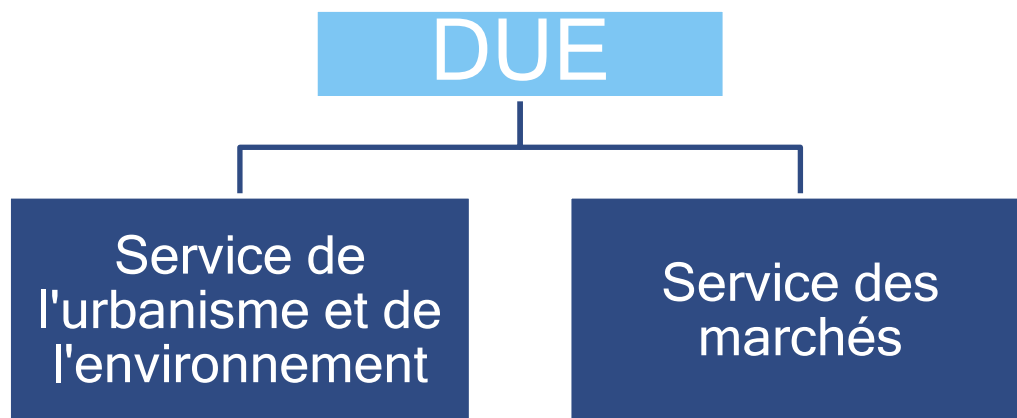 DUE
Service de
l'urbanisme et de
l'environnement
Service des
marchés